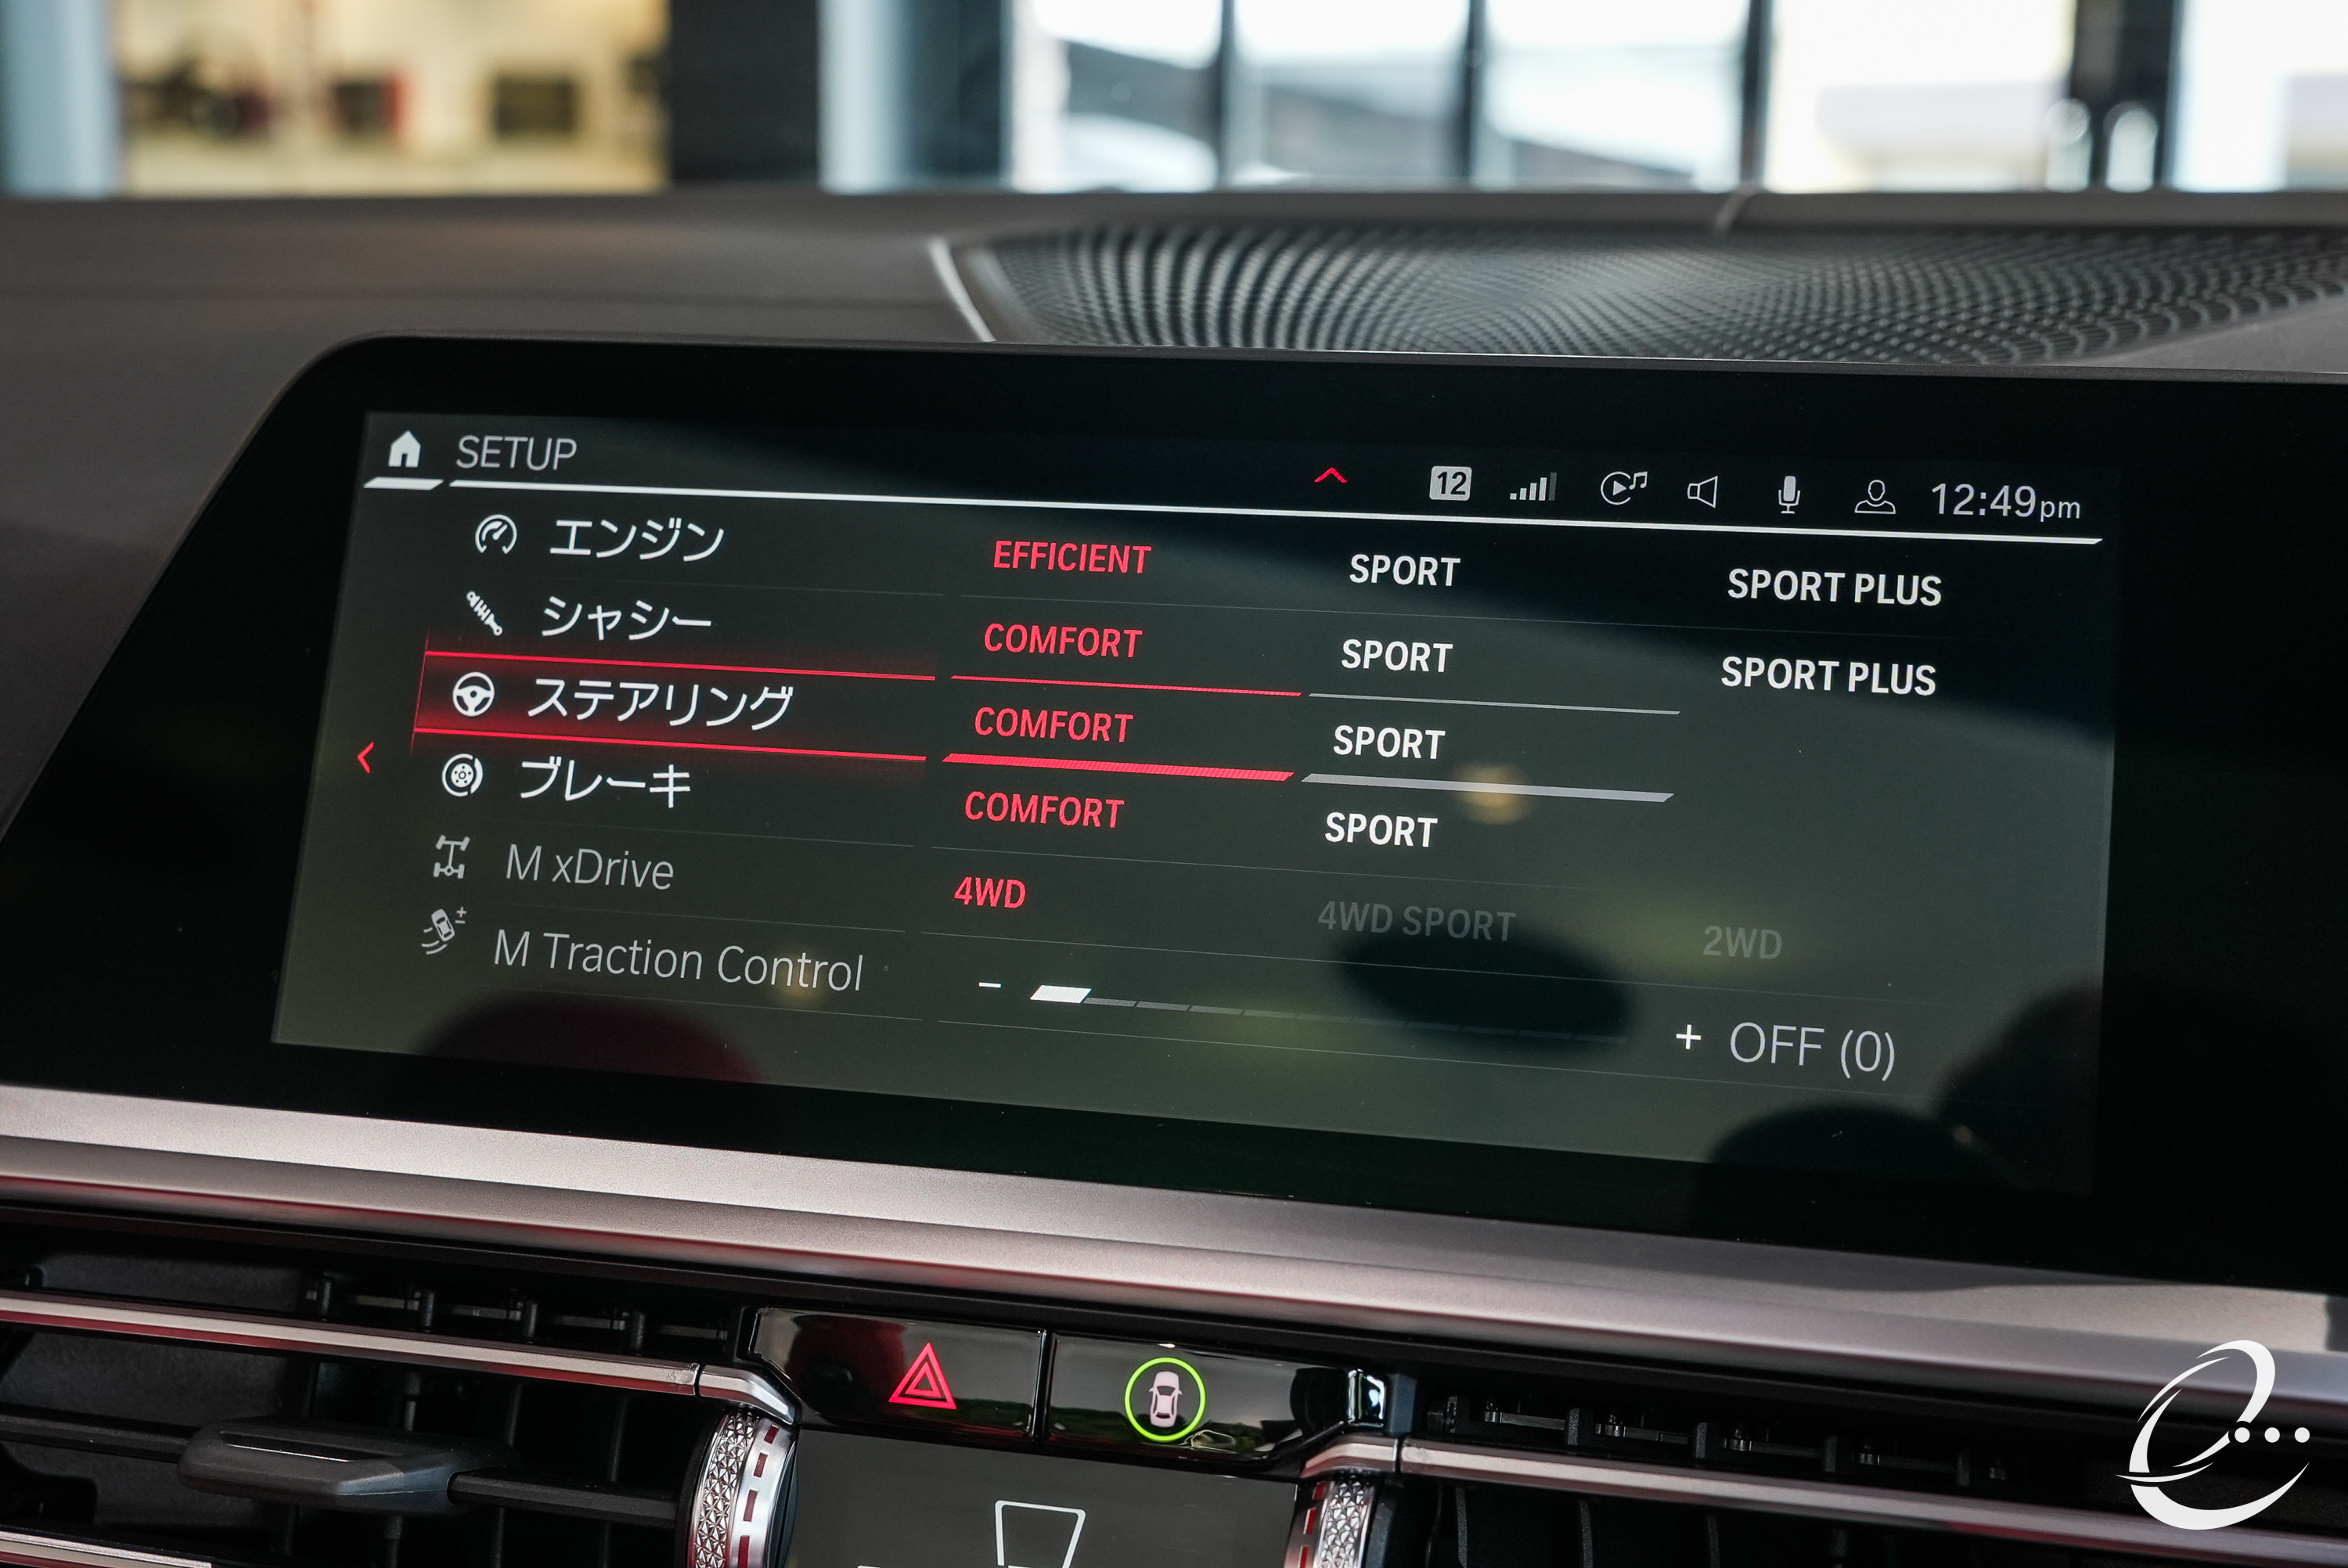 SETUP
12
12:49pm
エンジン EFFICIENT SPORT SPORT PLUS
シャシー COMFORT SPORT SPORT PLUS
ステアリング COMFORT SPORT
ブレーキ COMFORT SPORT
M xDrive 4WD 4WD SPORT 2WD
M Traction Control − + OFF (0)